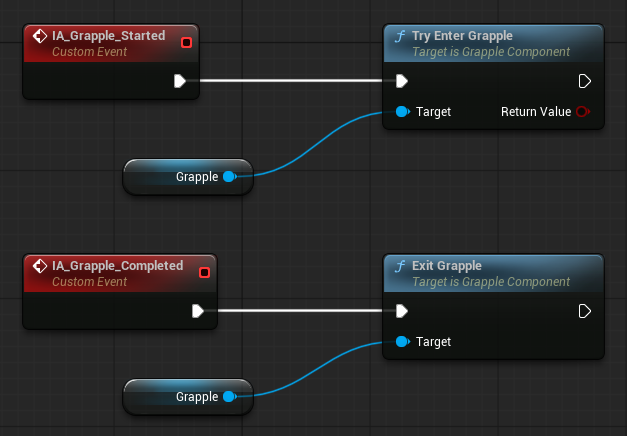 IA_Grapple_Started
Custom Event
Try Enter Grapple
Target is Grapple Component
Target
Return Value
Grapple
IA_Grapple_Completed
Custom Event
Exit Grapple
Target is Grapple Component
Target
Grapple